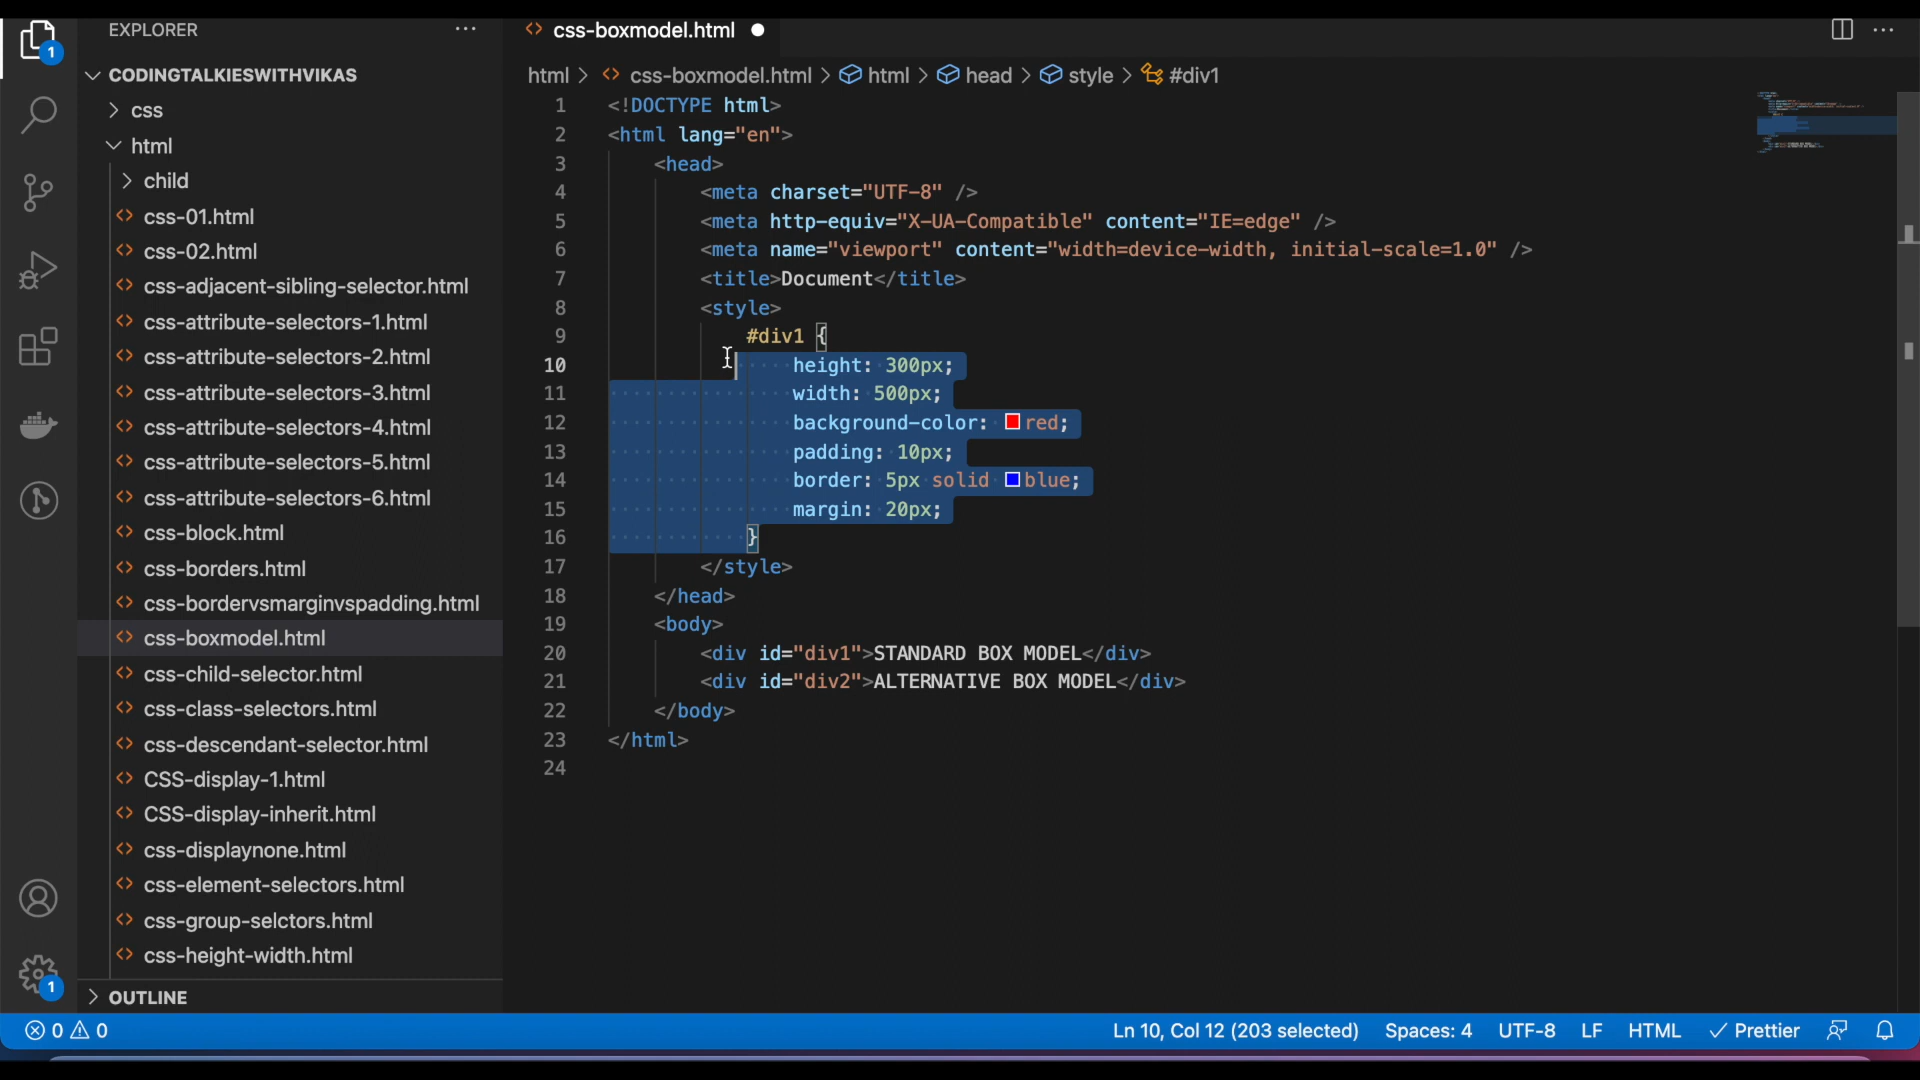 EXPLORER
1
CODINGTALKIESWITHVIKAS
css
html
child
css-01.html
css-02.html
css-adjacent-sibling-selector.html
css-attribute-selectors-1.html
css-attribute-selectors-2.html
css-attribute-selectors-3.html
css-attribute-selectors-4.html
css-attribute-selectors-5.html
css-attribute-selectors-6.html
css-block.html
css-borders.html
css-bordervsmarginvspadding.html
css-boxmodel.html
css-child-selector.html
css-class-selectors.html
css-descendant-selector.html
CSS-display-1.html
CSS-display-inherit.html
css-displaynone.html
css-element-selectors.html
css-group-selctors.html
css-height-width.html
1
OUTLINE
css-boxmodel.html
html > css-boxmodel.html > html > head > style > #div1
1 <!DOCTYPE html>
2 <html lang="en">
3 <head>
4 <meta charset="UTF-8" />
5 <meta http-equiv="X-UA-Compatible" content="IE=edge" />
6 <meta name="viewport" content="width=device-width, initial-scale=1.0" />
7 <title>Document</title>
8 <style>
9 #div1 {
10 height: 300px;
11 width: 500px;
12 background-color: red;
13 padding: 10px;
14 border: 5px solid blue;
15 margin: 20px;
16 }
17 </style>
18 </head>
19 <body>
20 <div id="div1">STANDARD BOX MODEL</div>
21 <div id="div2">ALTERNATIVE BOX MODEL</div>
22 </body>
23 </html>
24
0 0 Ln 10, Col 12 (203 selected) Spaces: 4 UTF-8 LF HTML Prettier